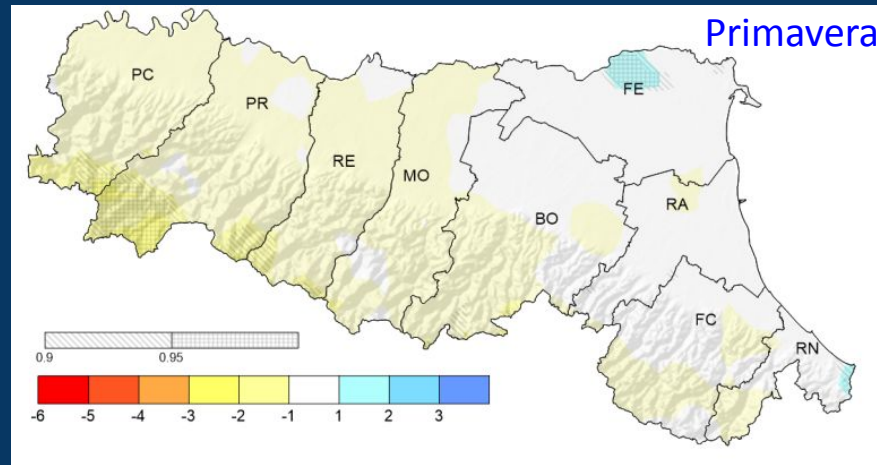 Primavera
PC
PR
RE
MO
BO
FE
RA
FC
RN
0.9 0.95
-6 -5 -4 -3 -2 -1 1 2 3